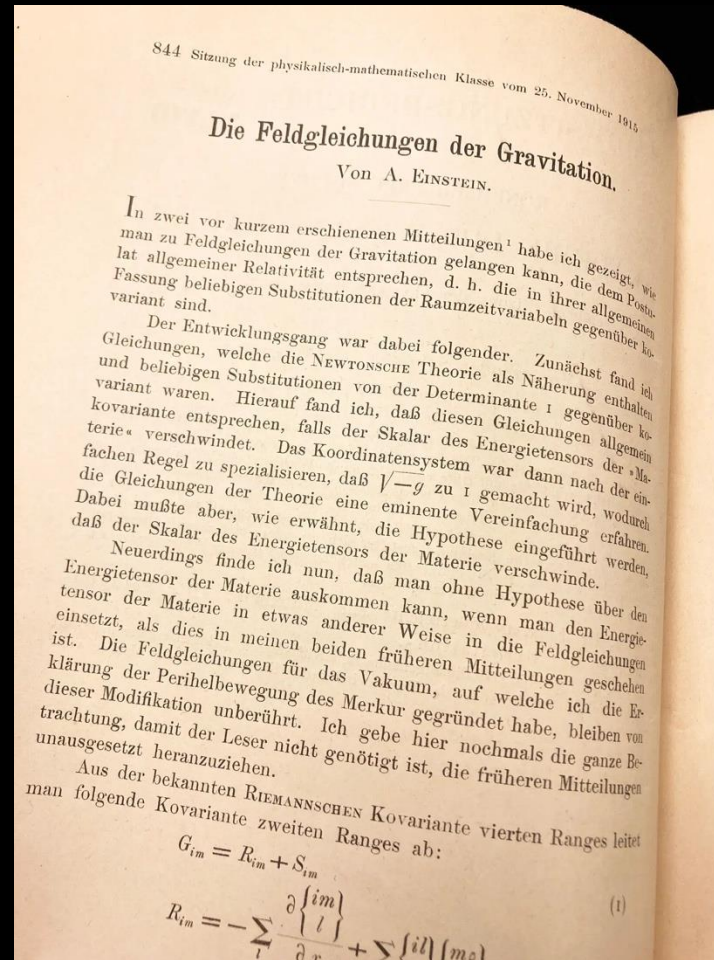 844 Sitzung der physikalisch-mathematischen Klasse vom 25. November 1915
Die Feldgleichungen der Gravitation.
Von A. Einstein.
In zwei vor kurzem erschienenen Mitteilungen¹ habe ich gezeigt, wie
man zu Feldgleichungen der Gravitation gelangen kann, die dem Postu-
lat allgemeiner Relativität entsprechen, d. h. die in ihrer allgemeinen
Fassung beliebigen Substitutionen der Raumzeitvariabeln gegenüber ko-
variant sind.
Der Entwicklungsgang war dabei folgender. Zunächst fand ich
Gleichungen, welche die Newtonsche Theorie als Näherung enthalten
und beliebigen Substitutionen von der Determinante 1 gegenüber ko-
variant waren. Hierauf fand ich, daß diesen Gleichungen allgemein
kovariante entsprechen, falls der Skalar des Energietensors der »Ma-
terie« verschwindet. Das Koordinatensystem war dann nach der ein-
fachen Regel zu spezialisieren, daß √−g zu 1 gemacht wird, wodurch
die Gleichungen der Theorie eine eminente Vereinfachung erfahren.
Dabei mußte aber, wie erwähnt, die Hypothese eingeführt werden,
daß der Skalar des Energietensors der Materie verschwinde.
Neuerdings finde ich nun, daß man ohne Hypothese über den
Energietensor der Materie auskommen kann, wenn man den Energie-
tensor der Materie in etwas anderer Weise in die Feldgleichungen
einsetzt, als dies in meinen beiden früheren Mitteilungen geschehen
ist. Die Feldgleichungen für das Vakuum, auf welche ich die Er-
klärung der Perihelbewegung des Merkur gegründet habe, bleiben von
dieser Modifikation unberührt. Ich gebe hier nochmals die ganze Be-
trachtung, damit der Leser nicht genötigt ist, die früheren Mitteilungen
unausgesetzt heranzuziehen.
Aus der bekannten Riemannschen Kovariante vierten Ranges leitet
man folgende Kovariante zweiten Ranges ab:
G_im = R_im + S_im (1)
R_im = − ∑_l ∂{im l} / ∂x + ∑ {il} {mρ}